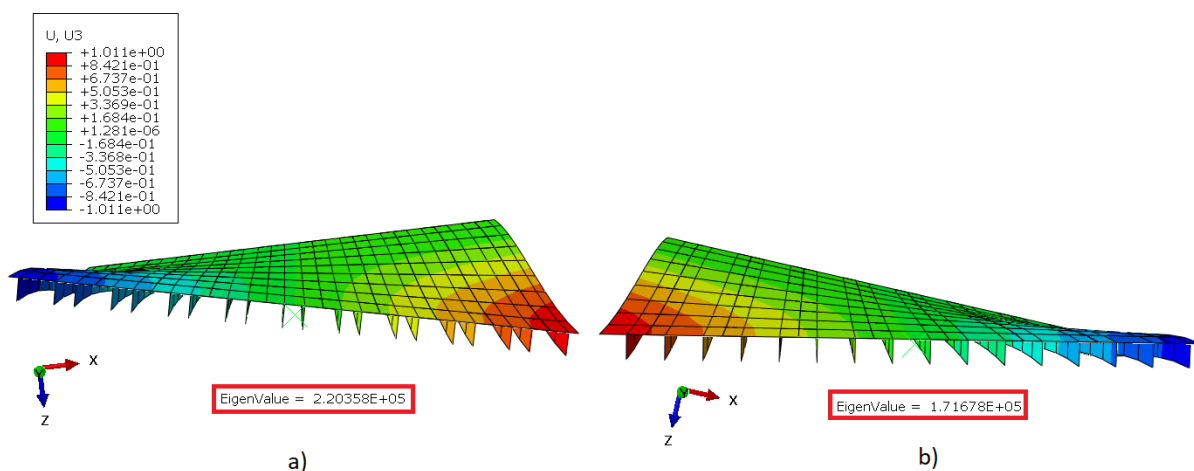 U, U3
+1.011e+00
+8.421e-01
+6.737e-01
+5.053e-01
+3.369e-01
+1.684e-01
+1.281e-06
-1.684e-01
-3.368e-01
-5.053e-01
-6.737e-01
-8.421e-01
-1.011e+00
x
z
EigenValue = 2.20358E+05
a)
x
z
EigenValue = 1.71678E+05
b)